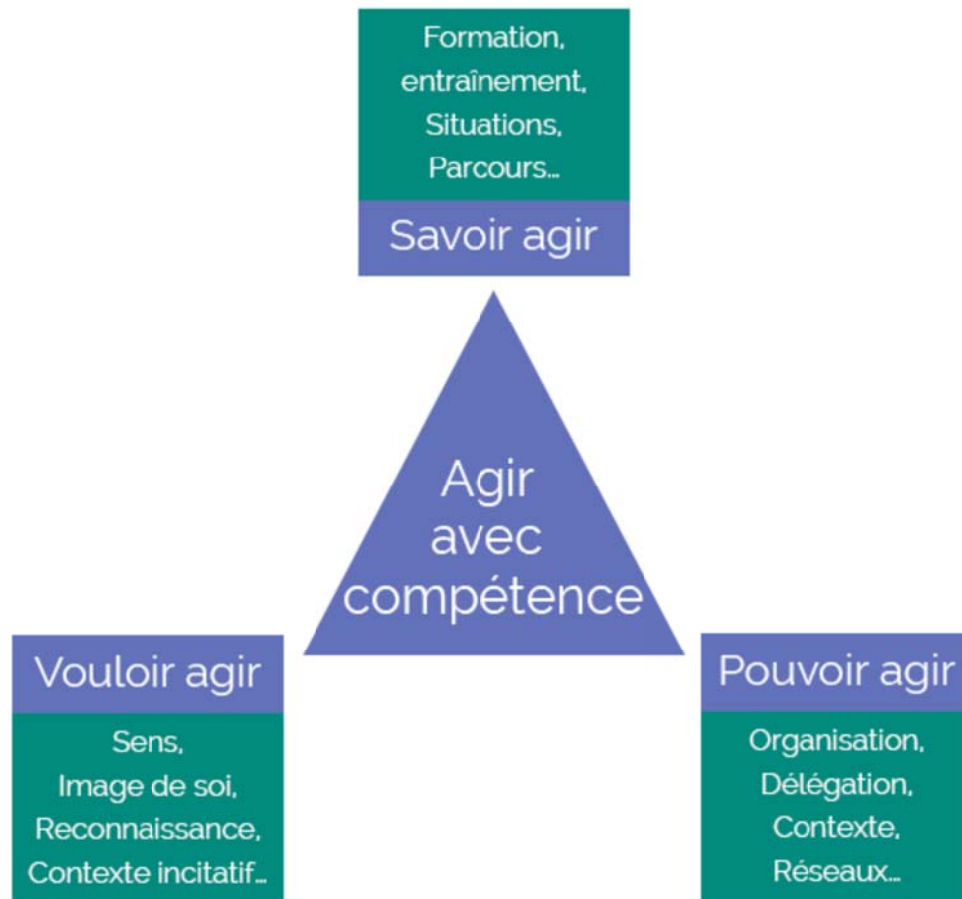 Formation,
entraînement,
Situations,
Parcours...
Savoir agir
Agir
avec
compétence
Vouloir agir
Sens,
Image de soi,
Reconnaissance,
Contexte incitatif...
Pouvoir agir
Organisation,
Délégation,
Contexte,
Réseaux...